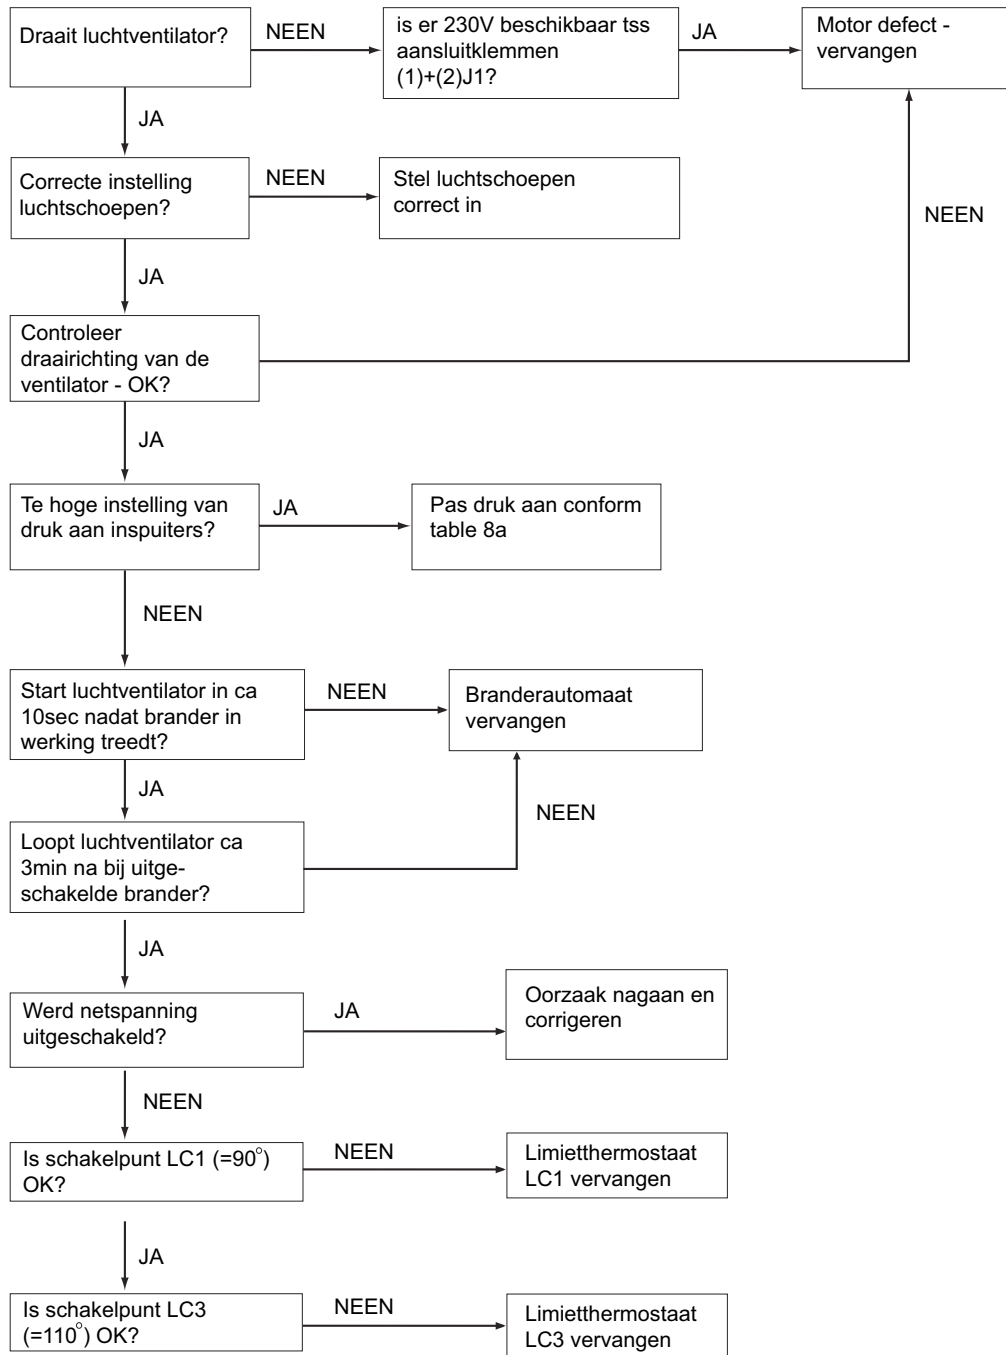 Draait luchtventilator?
NEEN
is er 230V beschikbaar tss
aansluitklemmen
(1)+(2)J1?
JA
Motor defect -
vervangen
JA
NEEN
Correcte instelling
luchtschoepen?
NEEN
Stel luchtschoepen
correct in
JA
Controleer
draairichting van de
ventilator - OK?
JA
Te hoge instelling van
druk aan inspuiters?
JA
Pas druk aan conform
table 8a
NEEN
Start luchtventilator in ca
10sec nadat brander in
werking treedt?
NEEN
Branderautomaat
vervangen
JA
NEEN
Loopt luchtventilator ca
3min na bij uitge-
schakelde brander?
JA
Werd netspanning
uitgeschakeld?
JA
Oorzaak nagaan en
corrigeren
NEEN
Is schakelpunt LC1 (=90°)
OK?
NEEN
Limietthermostaat
LC1 vervangen
JA
Is schakelpunt LC3
(=110°) OK?
NEEN
Limietthermostaat
LC3 vervangen